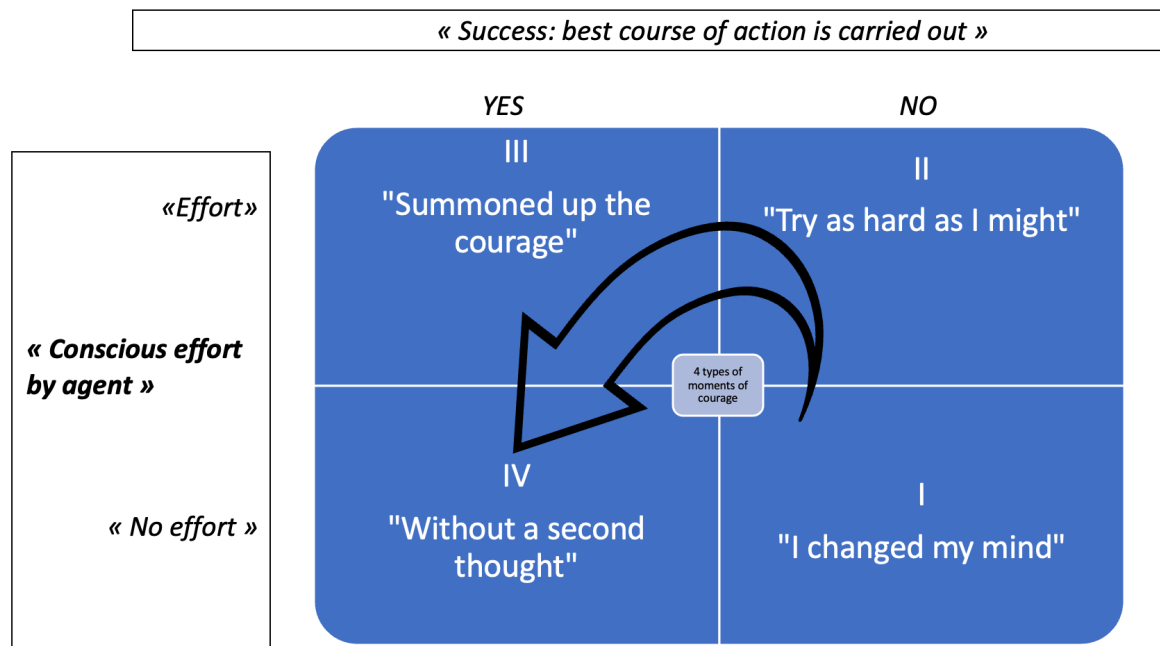 « Success: best course of action is carried out »
YES
NO
«Effort»
« Conscious effort
by agent »
« No effort »
III
"Summoned up the
courage"
II
"Try as hard as I might"
4 types of
moments of
courage
IV
"Without a second
thought"
I
"I changed my mind"